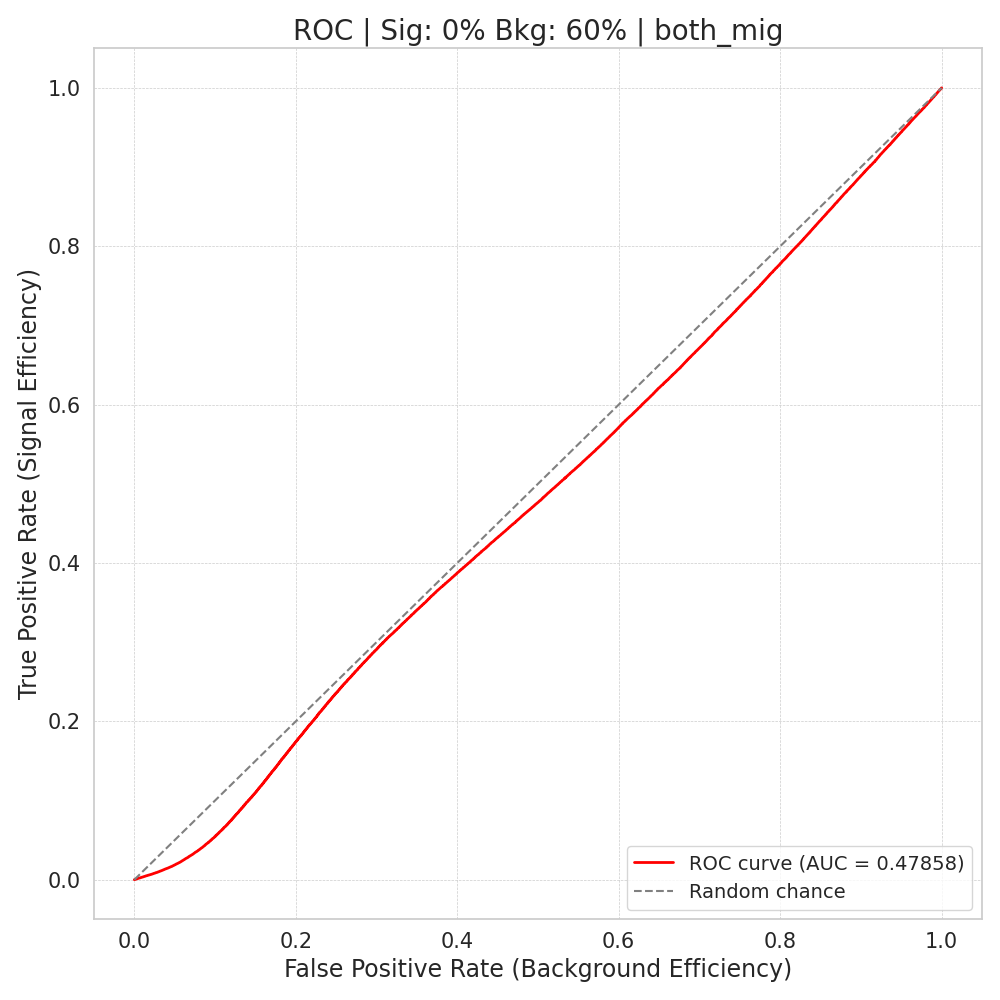 ROC | Sig: 0% Bkg: 60% | both_mig
True Positive Rate (Signal Efficiency)
1.0
0.8
0.6
0.4
0.2
0.0
0.0 0.2 0.4 0.6 0.8 1.0
False Positive Rate (Background Efficiency)
ROC curve (AUC = 0.47858)
Random chance